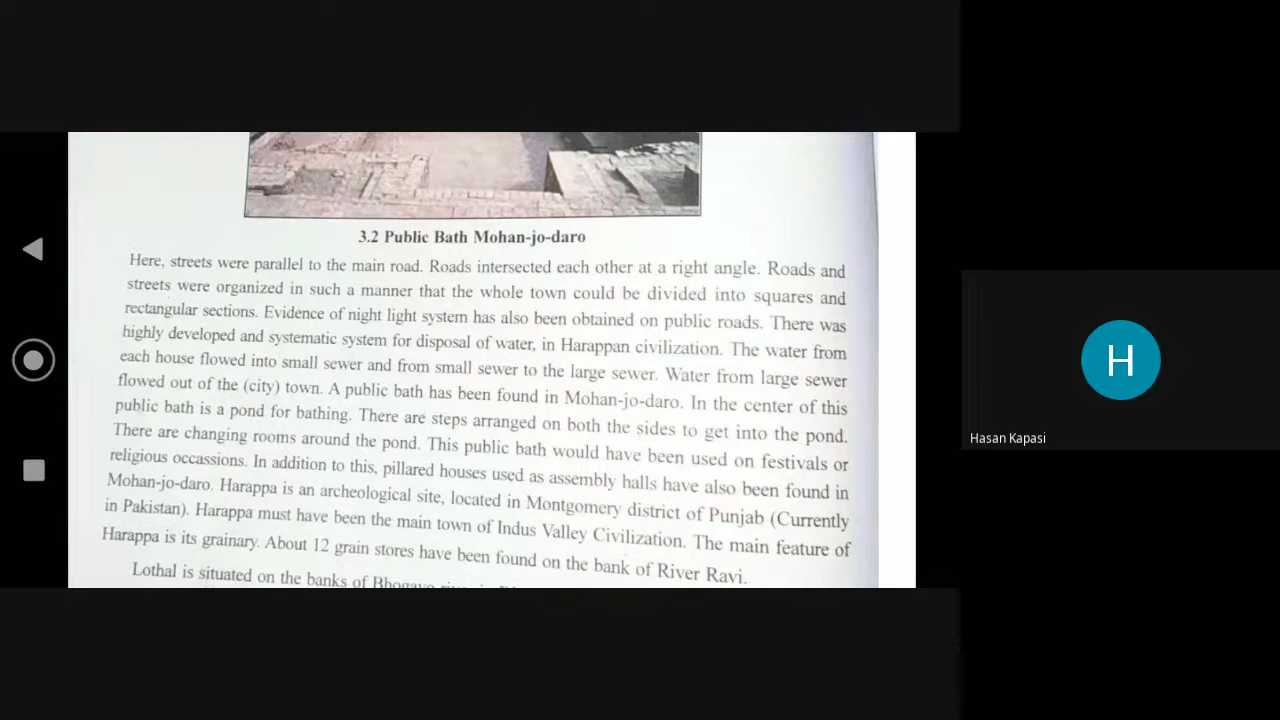 3.2 Public Bath Mohan-jo-daro
Here, streets were parallel to the main road. Roads intersected each other at a right angle. Roads and
streets were organized in such a manner that the whole town could be divided into squares and
rectangular sections. Evidence of night light system has also been obtained on public roads. There was
highly developed and systematic system for disposal of water, in Harappan civilization. The water from
each house flowed into small sewer and from small sewer to the large sewer. Water from large sewer
flowed out of the (city) town. A public bath has been found in Mohan-jo-daro. In the center of this
public bath is a pond for bathing. There are steps arranged on both the sides to get into the pond.
There are changing rooms around the pond. This public bath would have been used on festivals or
religious occassions. In addition to this, pillared houses used as assembly halls have also been found in
Mohan-jo-daro. Harappa is an archeological site, located in Montgomery district of Punjab (Currently
in Pakistan). Harappa must have been the main town of Indus Valley Civilization. The main feature of
Harappa is its grainary. About 12 grain stores have been found on the bank of River Ravi.
Lothal is situated on the banks of Bhogavo
H
Hasan Kapasi